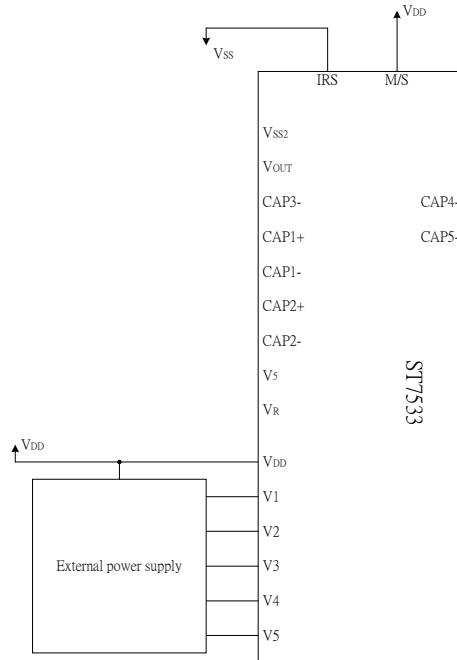 VDD
VSS
IRS M/S
VSS2
VOUT
CAP3- CAP4-
CAP1+ CAP5-
CAP1-
CAP2+
CAP2-
V5
VR
ST7533
VDD
VDD
V1
V2
External power supply
V3
V4
V5